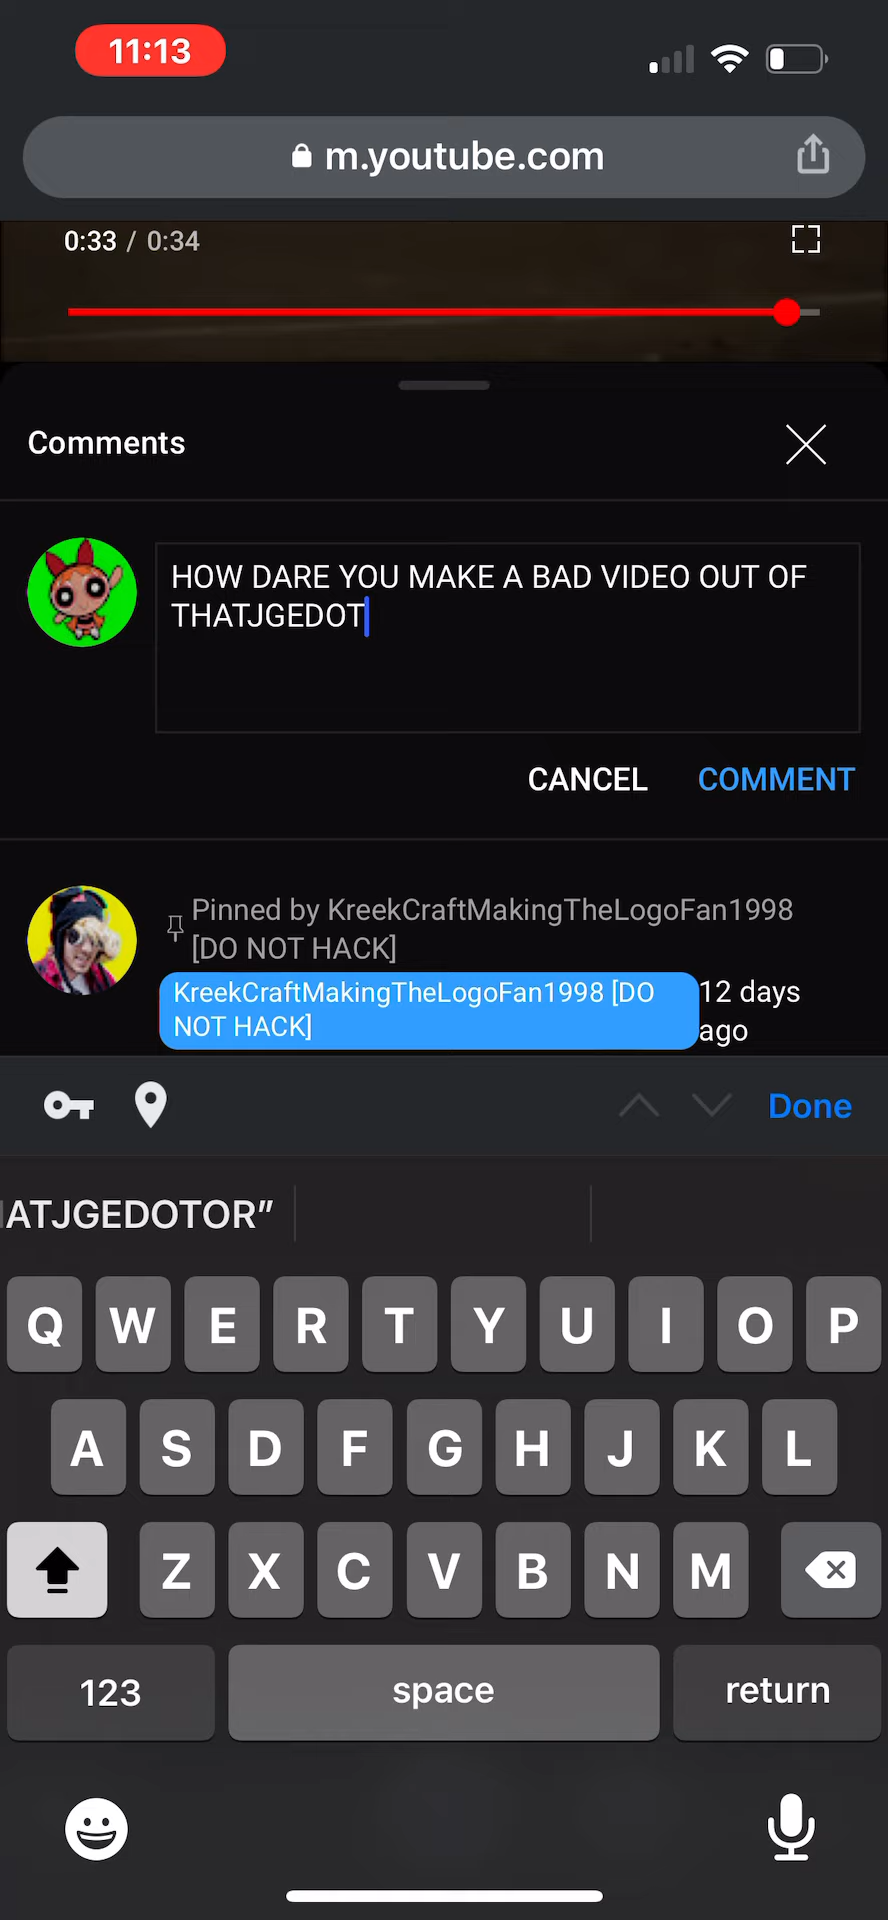 11:13
m.youtube.com
0:33 / 0:34
Comments
HOW DARE YOU MAKE A BAD VIDEO OUT OF
THATJGEDOT
CANCEL COMMENT
Pinned by KreekCraftMakingTheLogoFan1998
[DO NOT HACK]
KreekCraftMakingTheLogoFan1998 [DO
NOT HACK]
12 days
ago
Done
ATJGEDOTOR”
Q W E R T Y U I O P
A S D F G H J K L
Z X C V B N M
123 space return